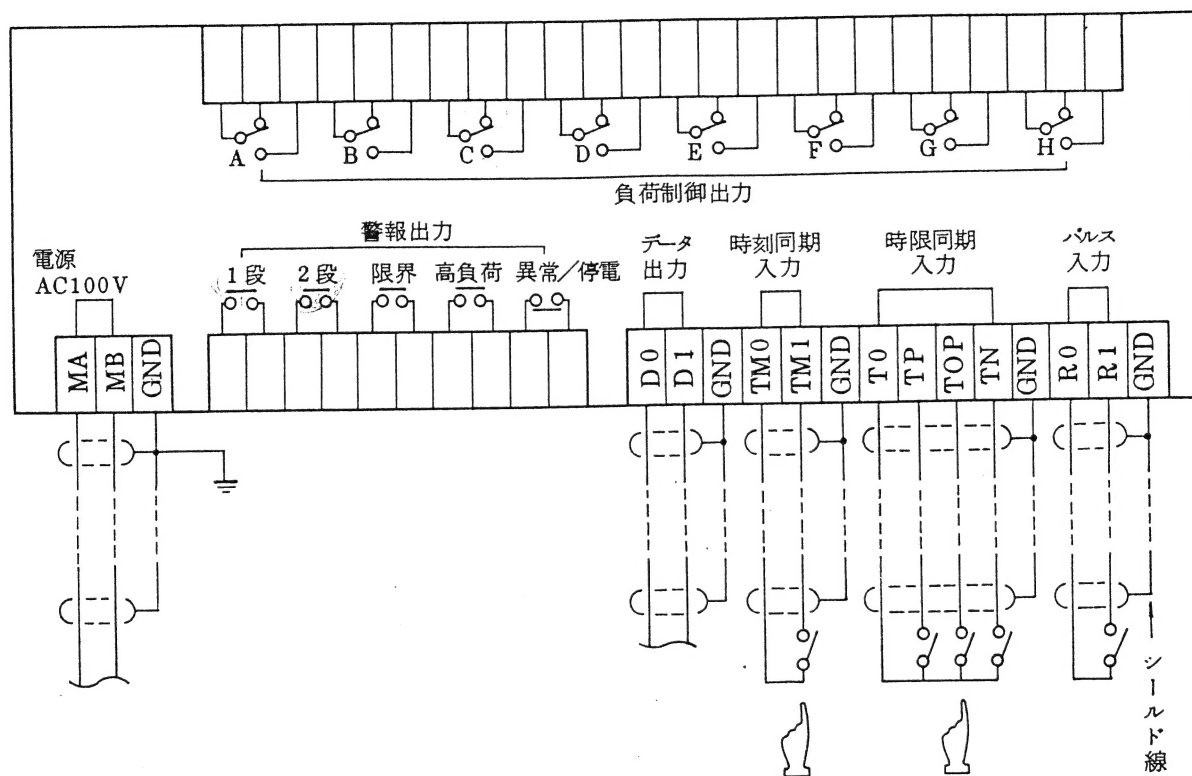 A B C D E F G H
負荷制御出力
電源
AC100V
警報出力
1段 2段 限界 高負荷 異常/停電
データ
出力
時刻同期
入力
時限同期
入力
パルス
入力
MA MB GND
D0 D1 GND TM0 TM1 GND T0 TP TOP TN GND R0 R1 GND
シールド線